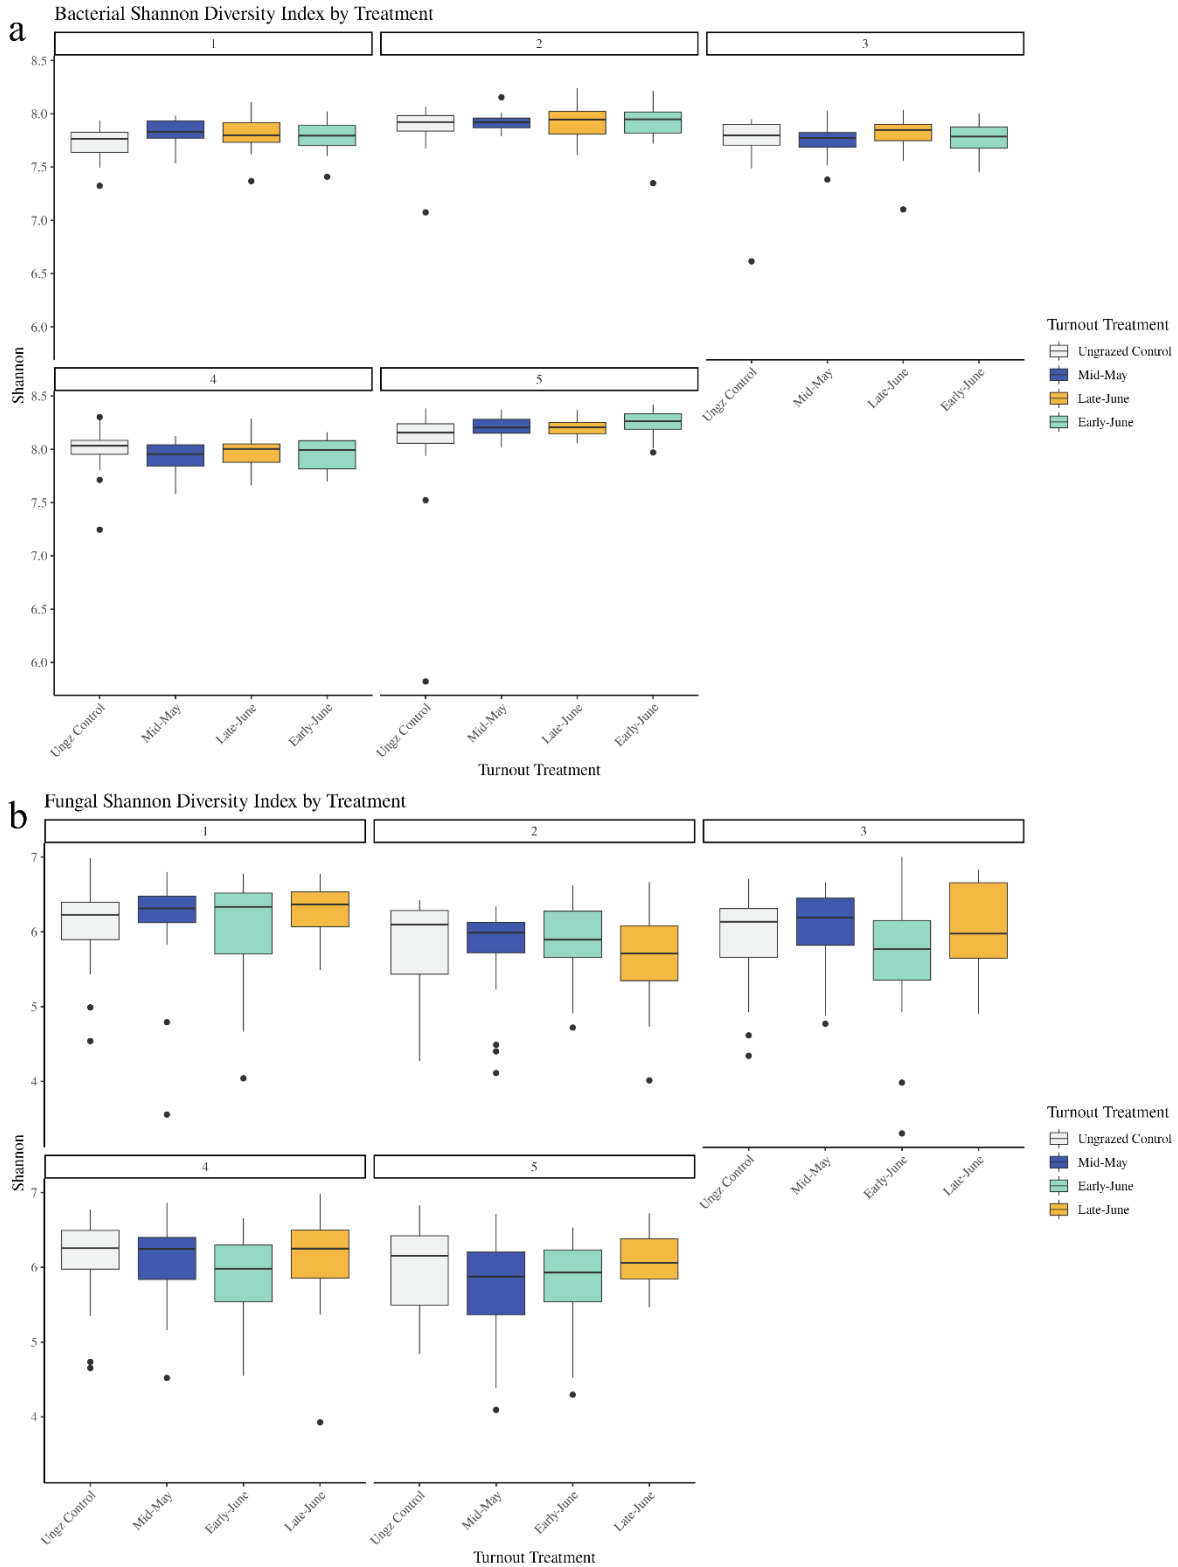 a
Bacterial Shannon Diversity Index by Treatment
1
2
3
8.5
8.0
7.5
7.0
6.5
6.0
Ungz Control
Mid-May
Late-June
Early-June
Turnout Treatment
Ungrazed Control
Mid-May
Late-June
Early-June
Shannon
4
5
8.5
8.0
7.5
7.0
6.5
6.0
Ungz Control
Mid-May
Late-June
Early-June
Ungz Control
Mid-May
Late-June
Early-June
Turnout Treatment
b
Fungal Shannon Diversity Index by Treatment
1
2
3
7
6
5
4
Ungz Control
Mid-May
Early-June
Late-June
Turnout Treatment
Ungrazed Control
Mid-May
Early-June
Late-June
Shannon
4
5
7
6
5
4
Ungz Control
Mid-May
Early-June
Late-June
Ungz Control
Mid-May
Early-June
Late-June
Turnout Treatment